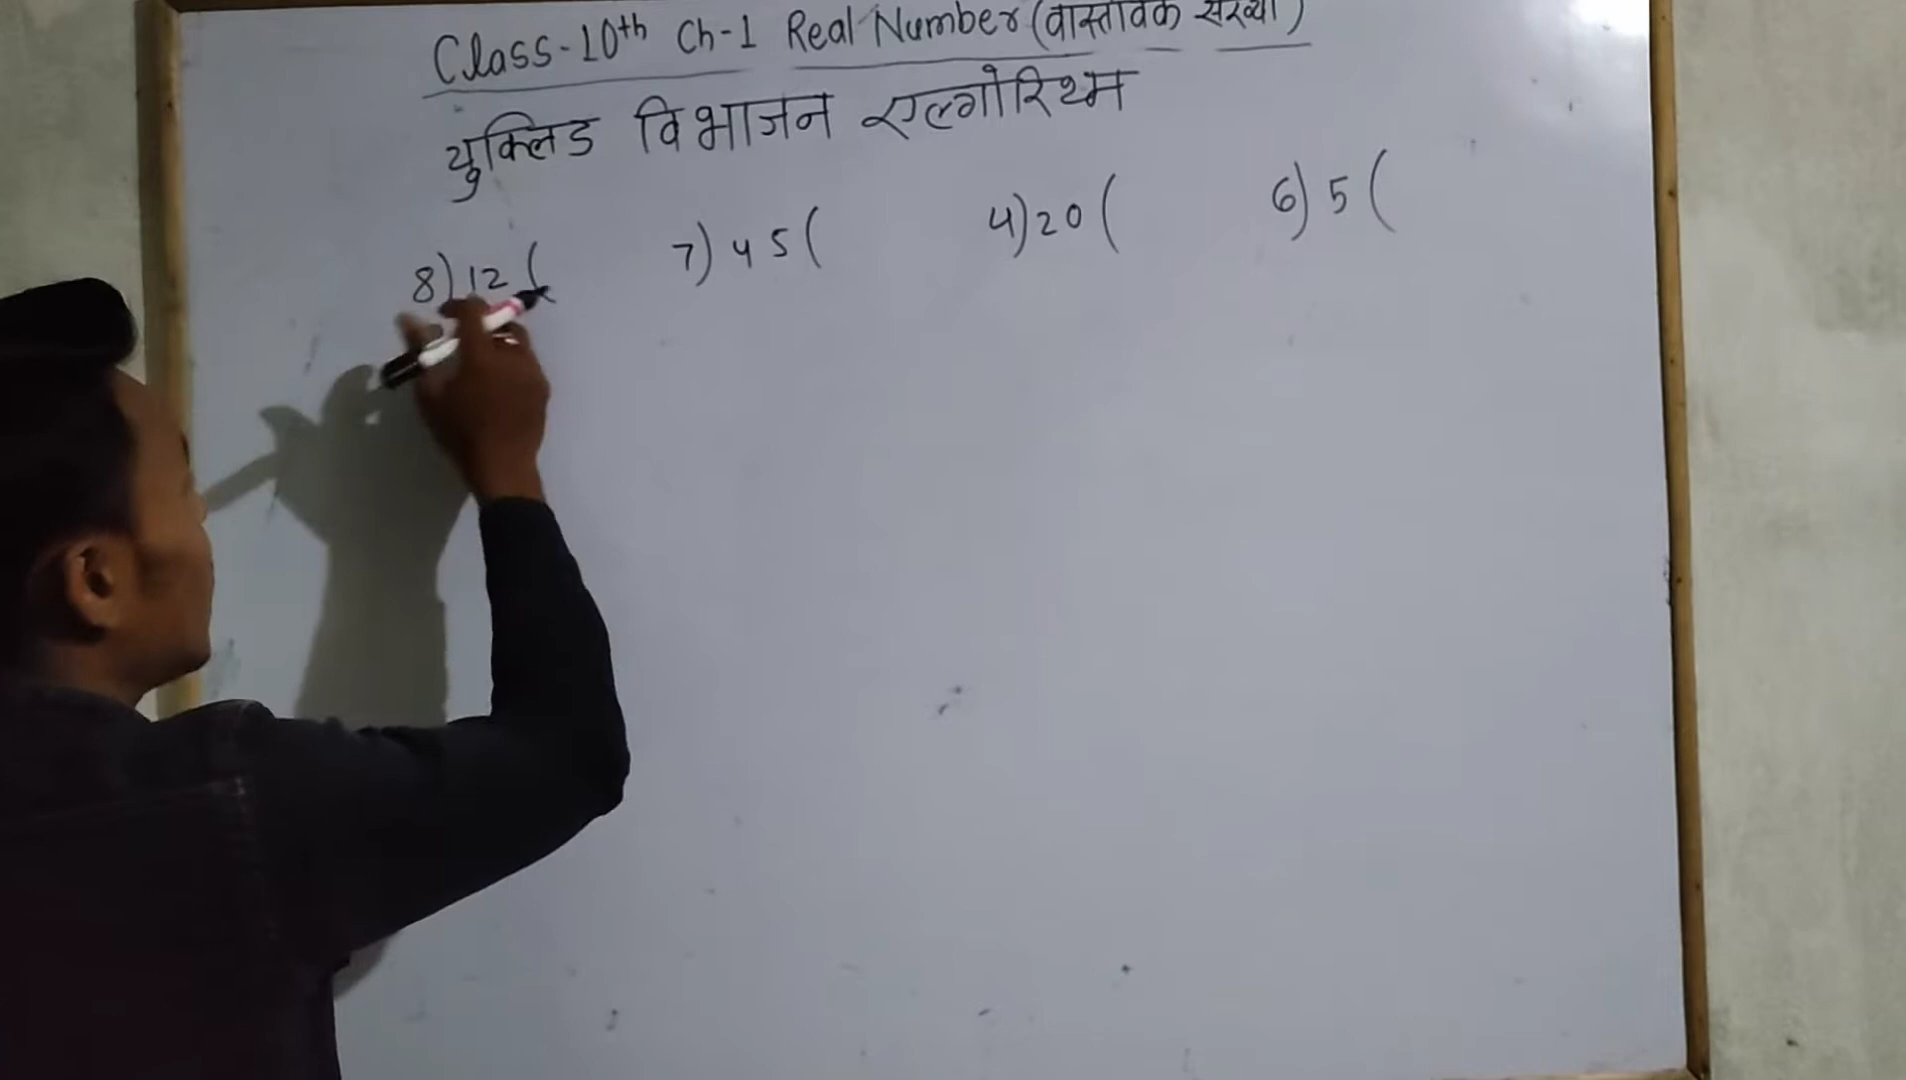 Class-10th Ch-1 Real Number (वास्तविक संख्या)
युक्लिड विभाजन एल्गोरिथ्म
8)12( 7)45( 4)20( 6)5(